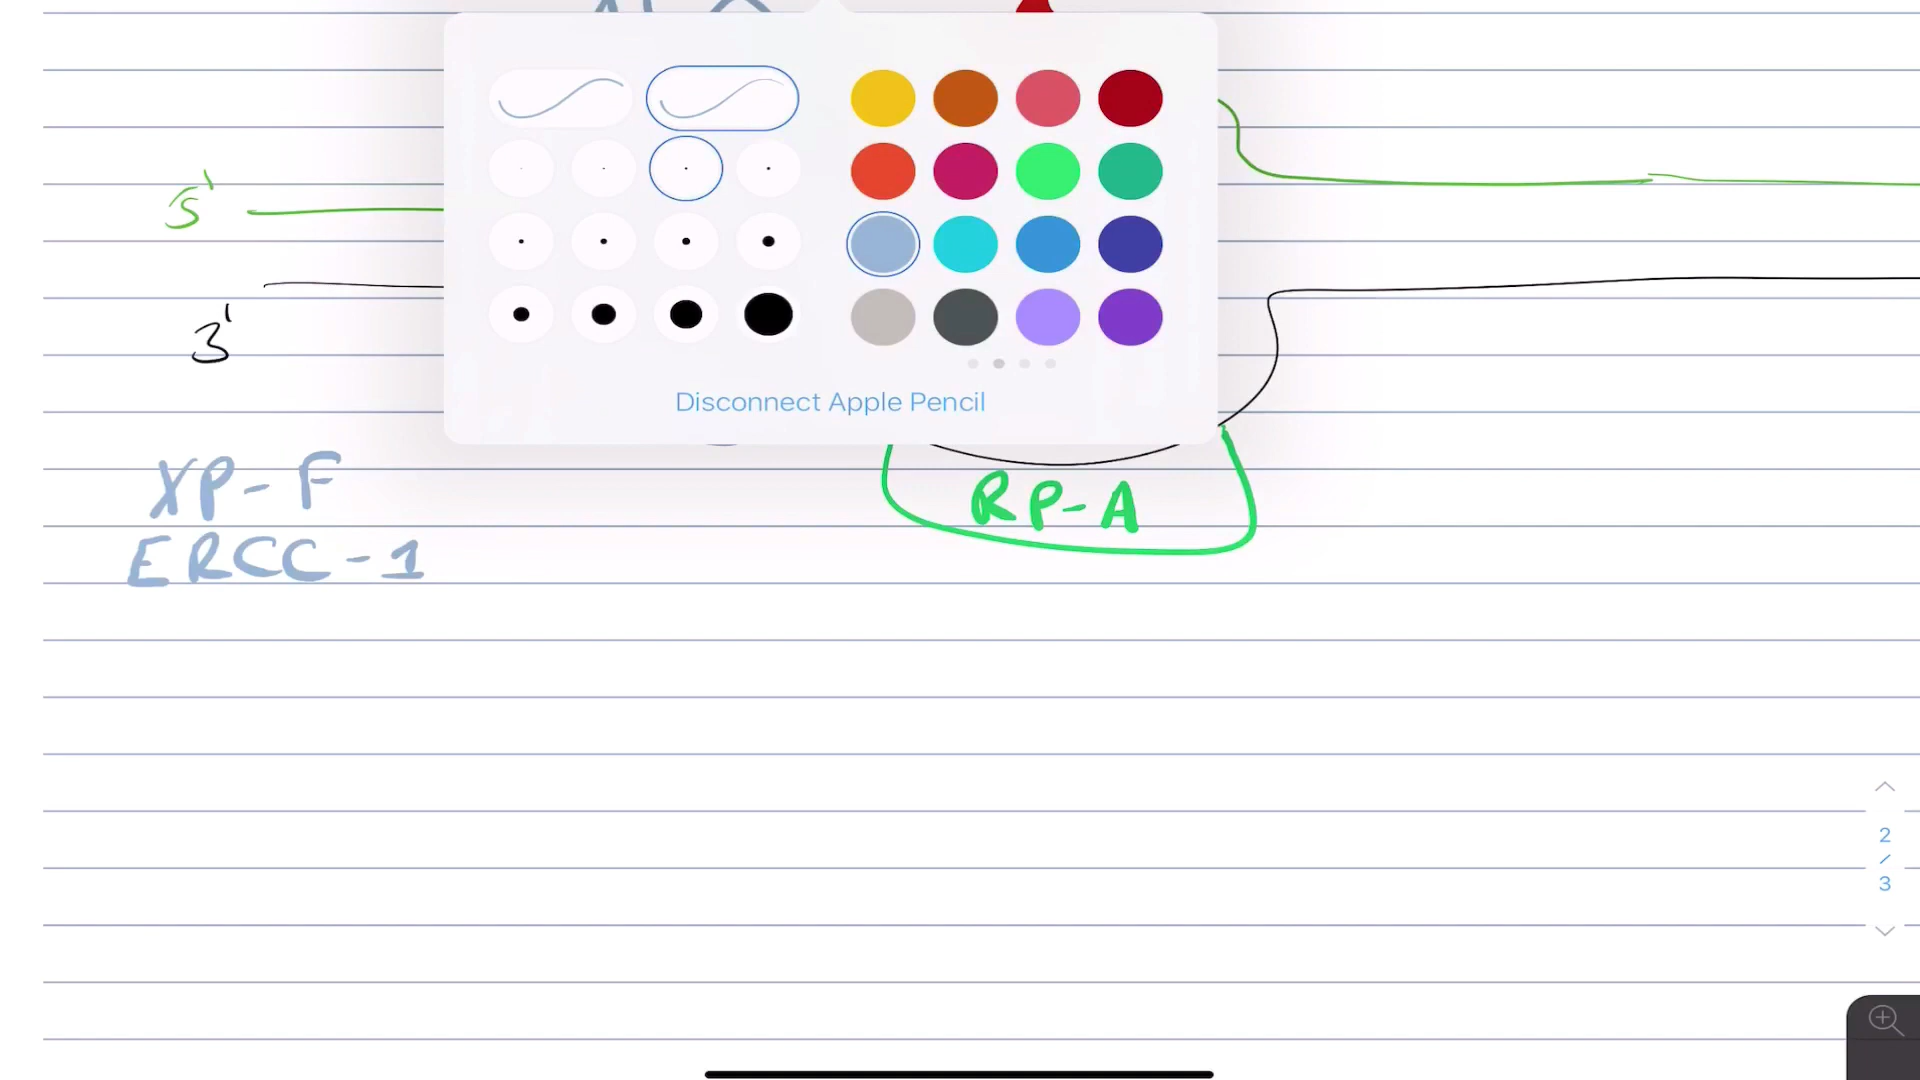 5'
3'
Disconnect Apple Pencil
XP-F
ERCC-1
RP-A
2
/
3